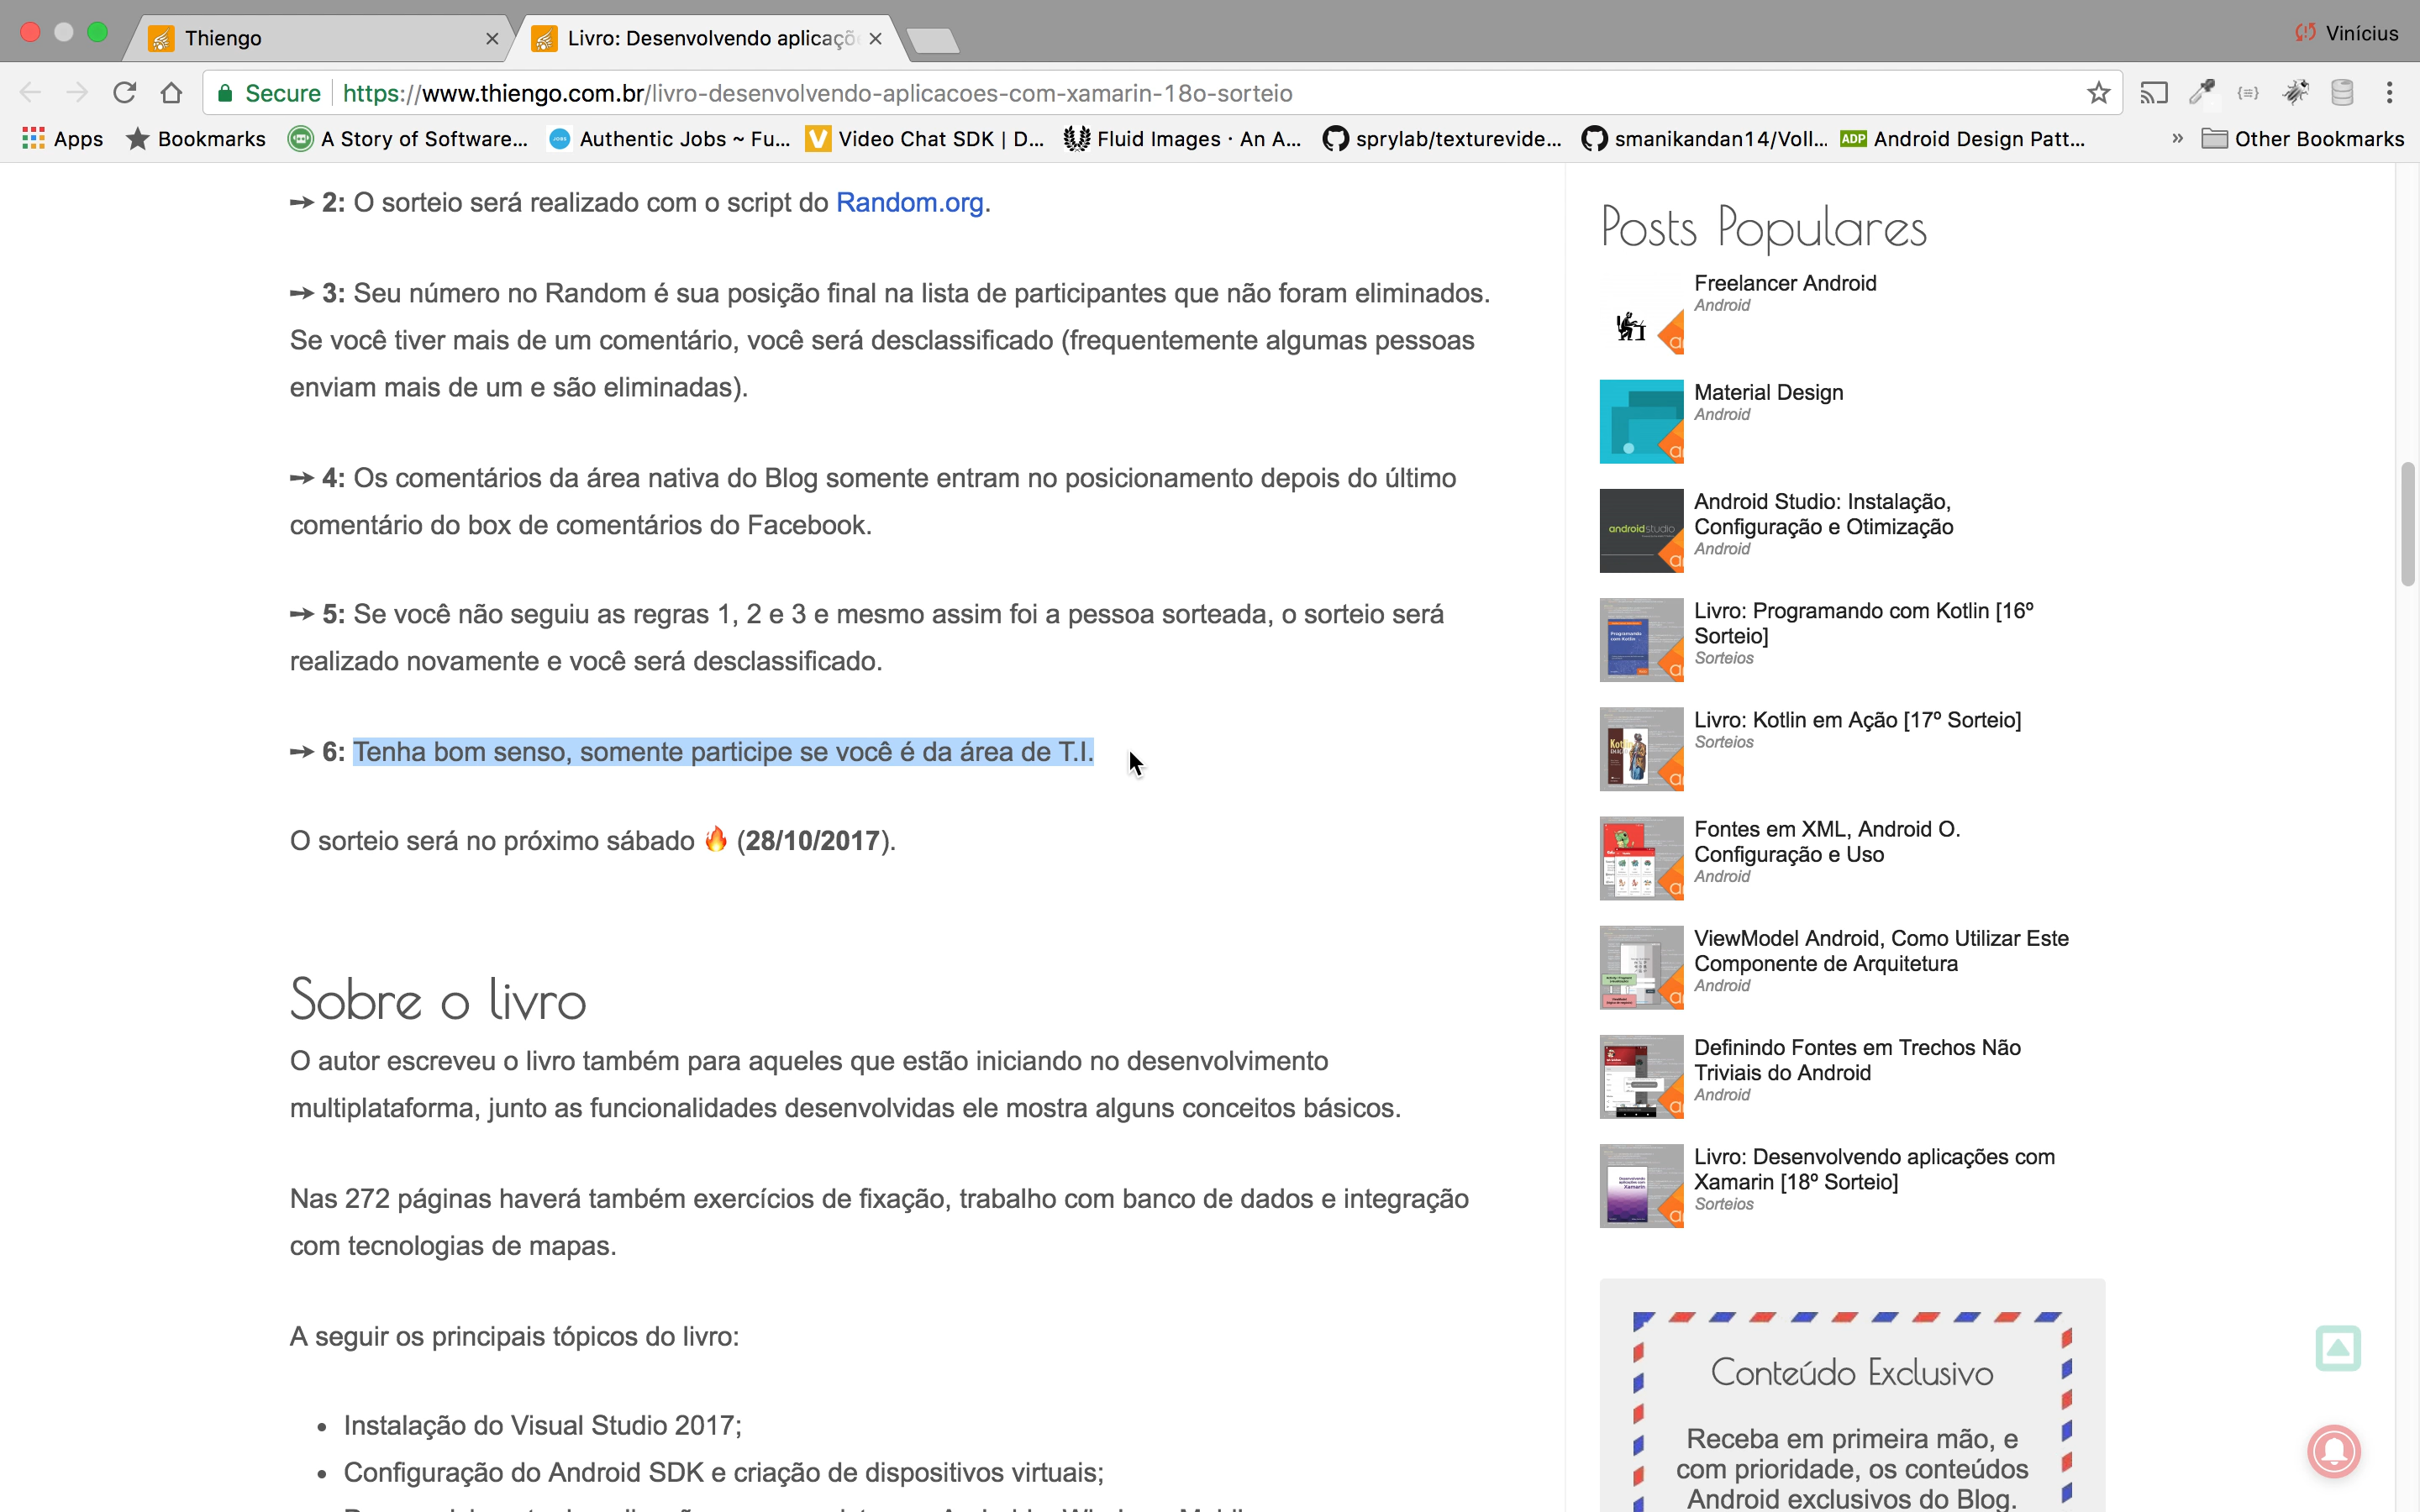 Thiengo
Livro: Desenvolvendo aplicaçõ
Vinícius
Secure
https://www.thiengo.com.br/livro-desenvolvendo-aplicacoes-com-xamarin-18o-sorteio
Apps
Bookmarks
A Story of Software...
Authentic Jobs ~ Fu...
Video Chat SDK | D...
Fluid Images · An A...
sprylab/texturevide...
smanikandan14/Voll...
ADP Android Design Patt...
» Other Bookmarks
➙ 2: O sorteio será realizado com o script do Random.org.
➙ 3: Seu número no Random é sua posição final na lista de participantes que não foram eliminados.
Se você tiver mais de um comentário, você será desclassificado (frequentemente algumas pessoas
enviam mais de um e são eliminadas).
➙ 4: Os comentários da área nativa do Blog somente entram no posicionamento depois do último
comentário do box de comentários do Facebook.
➙ 5: Se você não seguiu as regras 1, 2 e 3 e mesmo assim foi a pessoa sorteada, o sorteio será
realizado novamente e você será desclassificado.
➙ 6: Tenha bom senso, somente participe se você é da área de T.I.
O sorteio será no próximo sábado 🔥 (28/10/2017).
Sobre o livro
O autor escreveu o livro também para aqueles que estão iniciando no desenvolvimento
multiplataforma, junto as funcionalidades desenvolvidas ele mostra alguns conceitos básicos.
Nas 272 páginas haverá também exercícios de fixação, trabalho com banco de dados e integração
com tecnologias de mapas.
A seguir os principais tópicos do livro:
• Instalação do Visual Studio 2017;
• Configuração do Android SDK e criação de dispositivos virtuais;
Posts Populares
Freelancer Android
Android
Material Design
Android
androidstudio
Android Studio: Instalação,
Configuração e Otimização
Android
Livro: Programando com Kotlin [16º
Sorteio]
Sorteios
Livro: Kotlin em Ação [17º Sorteio]
Sorteios
Fontes em XML, Android O.
Configuração e Uso
Android
ViewModel Android, Como Utilizar Este
Componente de Arquitetura
Android
Definindo Fontes em Trechos Não
Triviais do Android
Android
Livro: Desenvolvendo aplicações com
Xamarin [18º Sorteio]
Sorteios
Conteúdo Exclusivo
Receba em primeira mão, e
com prioridade, os conteúdos
Android exclusivos do Blog.